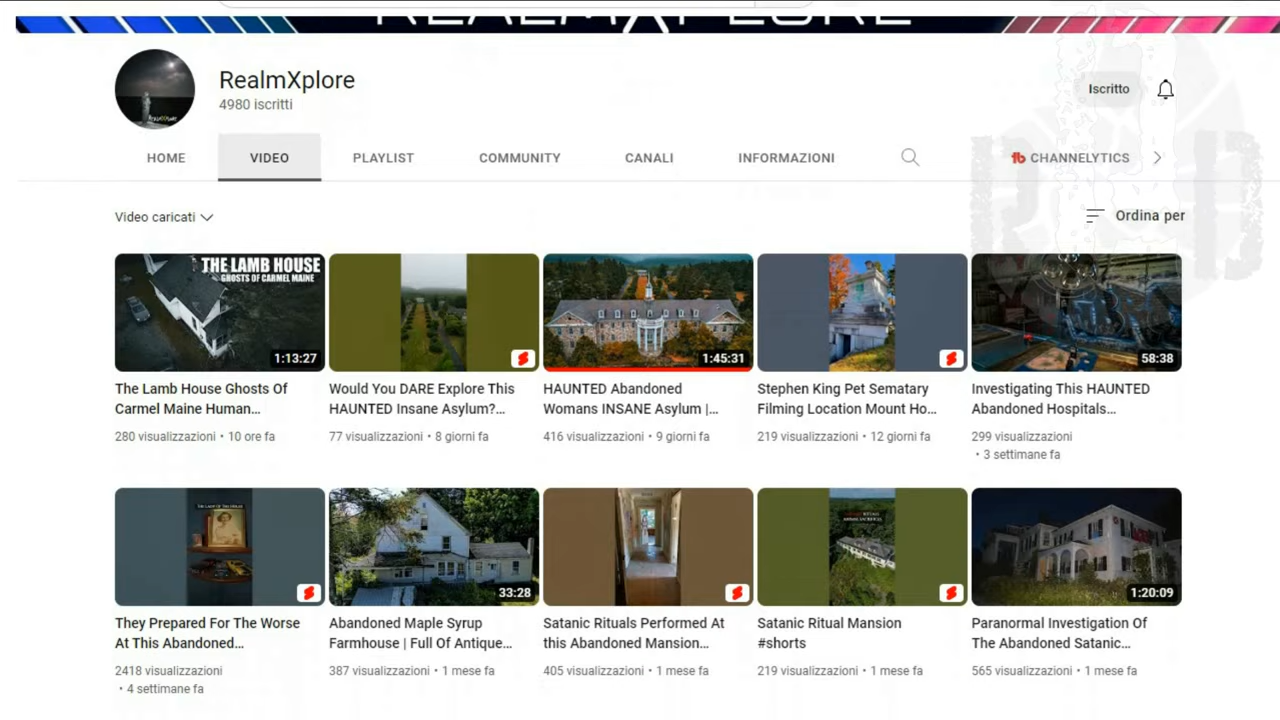 REALMXPLORE
RealmXplore
4980 iscritti
Iscritto
HOME
VIDEO
PLAYLIST
COMMUNITY
CANALI
INFORMAZIONI
CHANNELYTICS
Video caricati
Ordina per
THE LAMB HOUSE
GHOSTS OF CARMEL MAINE
1:13:27
1:45:31
58:38
The Lamb House Ghosts Of
Carmel Maine Human...
280 visualizzazioni • 10 ore fa
Would You DARE Explore This
HAUNTED Insane Asylum?...
77 visualizzazioni • 8 giorni fa
HAUNTED Abandoned
Womans INSANE Asylum |...
416 visualizzazioni • 9 giorni fa
Stephen King Pet Sematary
Filming Location Mount Ho...
219 visualizzazioni • 12 giorni fa
Investigating This HAUNTED
Abandoned Hospitals...
299 visualizzazioni
• 3 settimane fa
33:28
1:20:09
They Prepared For The Worse
At This Abandoned...
2418 visualizzazioni
• 4 settimane fa
Abandoned Maple Syrup
Farmhouse | Full Of Antique...
387 visualizzazioni • 1 mese fa
Satanic Rituals Performed At
this Abandoned Mansion...
405 visualizzazioni • 1 mese fa
Satanic Ritual Mansion
#shorts
219 visualizzazioni • 1 mese fa
Paranormal Investigation Of
The Abandoned Satanic...
565 visualizzazioni • 1 mese fa